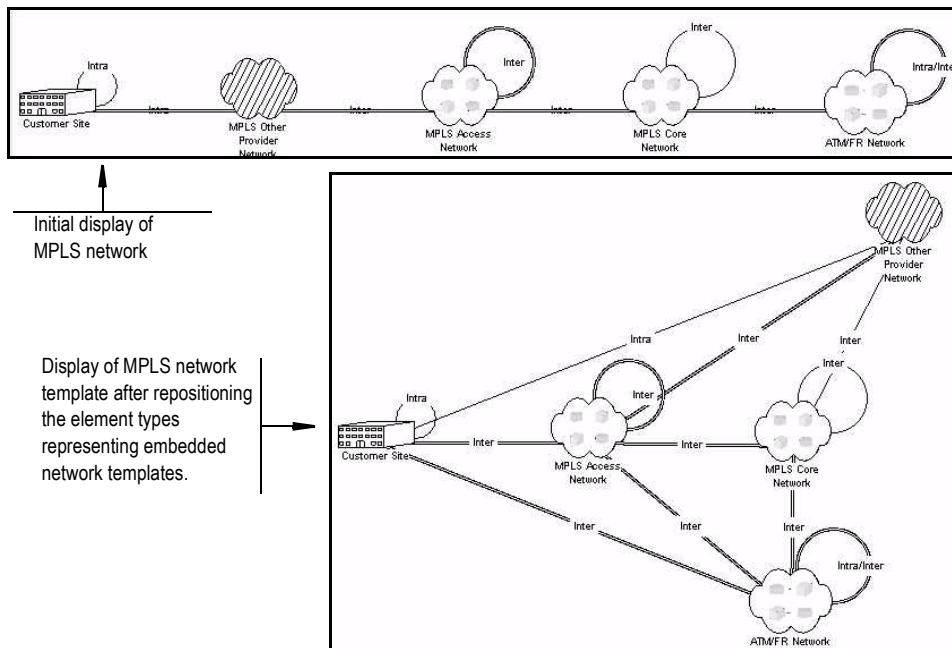 Intra
Inter
Inter
Intra/Inter
Intra
Inter
Inter
Inter
Customer Site
MPLS Other
Provider
Network
MPLS Access
Network
MPLS Core
Network
ATM/FR Network
Initial display of
MPLS network
MPLS Other
Provider
Network
Display of MPLS network
template after repositioning
the element types
representing embedded
network templates.
Intra
Inter
Inter
Inter
Inter
Intra
Customer Site
Inter
MPLS Access
Network
Inter
MPLS Core
Network
Inter
Inter
Inter
Intra/Inter
ATM/FR Network